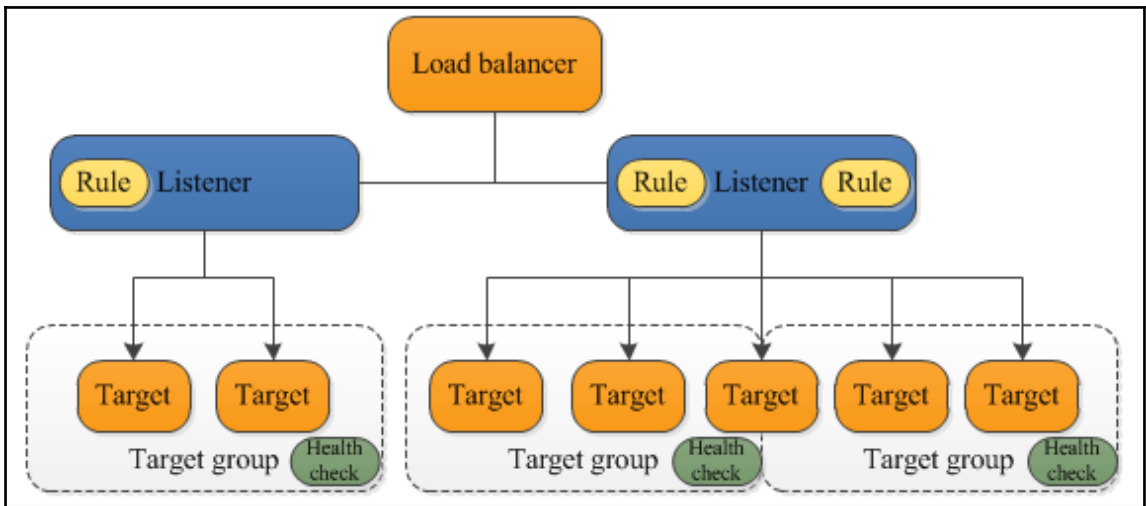 Load balancer
Rule Listener
Rule Listener Rule
Target Target
Target Target Target Target Target
Target group Health
check
Target group Health
check
Target group Health
check